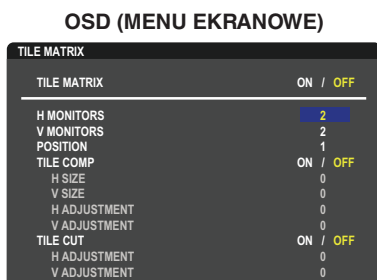 OSD (MENU EKRANOWE)
TILE MATRIX
TILE MATRIX ON / OFF
H MONITORS 2
V MONITORS 2
POSITION 1
TILE COMP ON / OFF
H SIZE 0
V SIZE 0
H ADJUSTMENT 0
V ADJUSTMENT 0
TILE CUT ON / OFF
H ADJUSTMENT 0
V ADJUSTMENT 0